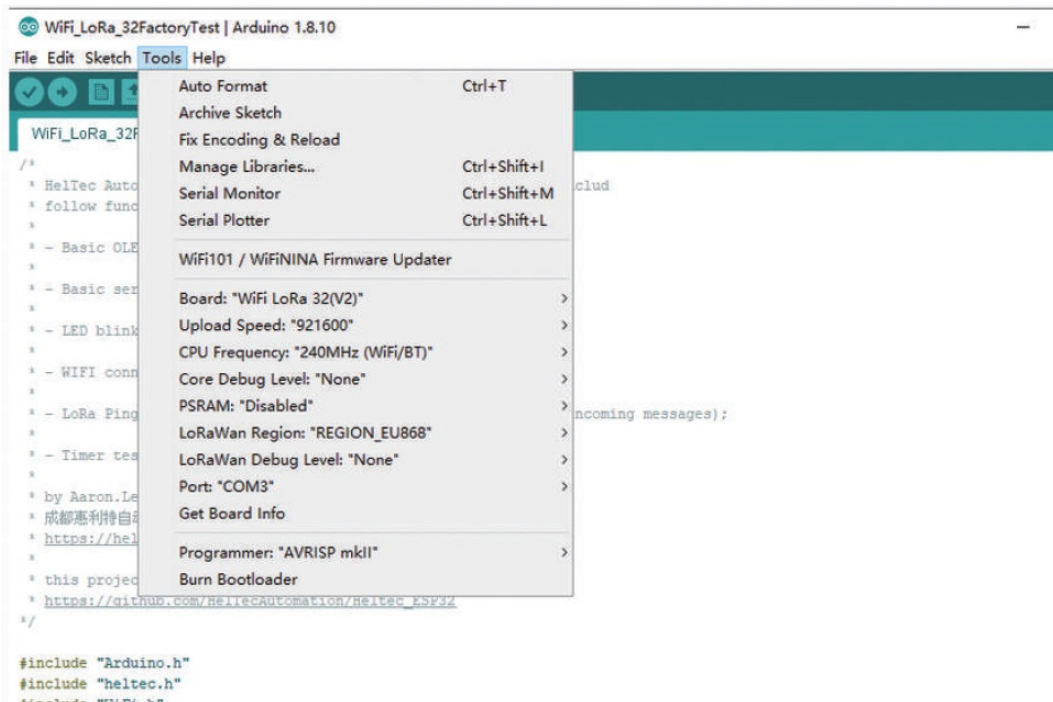 WiFi_LoRa_32FactoryTest | Arduino 1.8.10
File Edit Sketch Tools Help
Auto Format Ctrl+T
Archive Sketch
Fix Encoding & Reload
Manage Libraries... Ctrl+Shift+I
Serial Monitor Ctrl+Shift+M
Serial Plotter Ctrl+Shift+L
WiFi101 / WiFiNINA Firmware Updater
Board: "WiFi LoRa 32(V2)"
Upload Speed: "921600"
CPU Frequency: "240MHz (WiFi/BT)"
Core Debug Level: "None"
PSRAM: "Disabled"
LoRaWan Region: "REGION_EU868"
LoRaWan Debug Level: "None"
Port: "COM3"
Get Board Info
Programmer: "AVRISP mkII"
Burn Bootloader
WiFi_LoRa_32F
/*
* HelTec Auto clud
* follow func
*
* - Basic OLE
*
* - Basic ser
*
* - LED blink
*
* - WIFI conn
*
* - LoRa Ping ncoming messages);
*
* - Timer tes
*
* by Aaron.Le
* 成都惠利特自
* https://hel
*
* this projec
* https://github.com/HelTecAutomation/Heltec_ESP32
*/
#include "Arduino.h"
#include "heltec.h"
#include "WiFi.h"